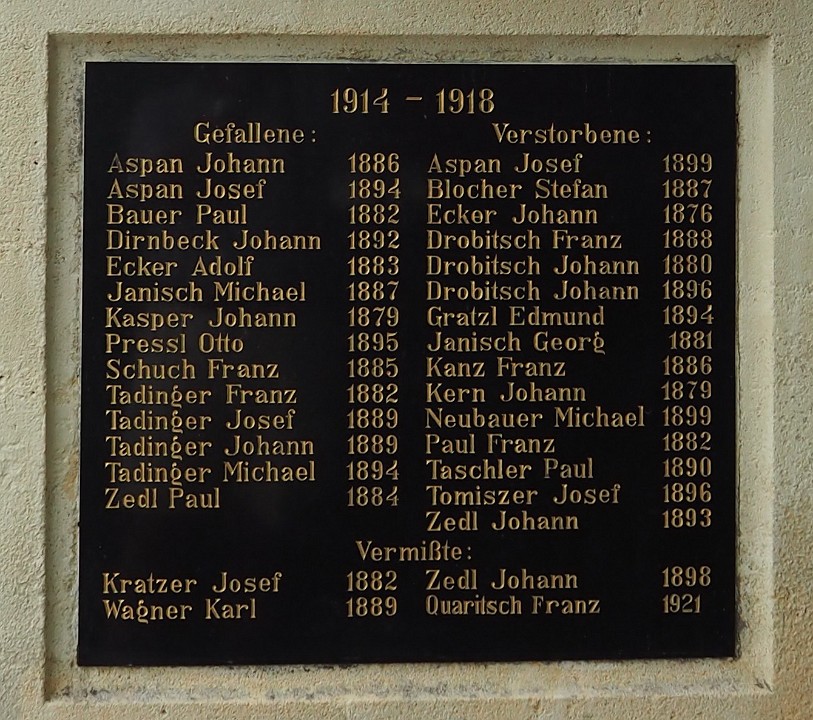 1914 – 1918
Gefallene:
Aspan Johann 1886
Aspan Josef 1894
Bauer Paul 1882
Dirnbeck Johann 1892
Ecker Adolf 1883
Janisch Michael 1887
Kasper Johann 1879
Pressl Otto 1895
Schuch Franz 1885
Tadinger Franz 1882
Tadinger Josef 1889
Tadinger Johann 1889
Tadinger Michael 1894
Zedl Paul 1884
Verstorbene:
Aspan Josef 1899
Blocher Stefan 1887
Ecker Johann 1876
Drobitsch Franz 1888
Drobitsch Johann 1880
Drobitsch Johann 1896
Gratzl Edmund 1894
Janisch Georg 1881
Kanz Franz 1886
Kern Johann 1879
Neubauer Michael 1899
Paul Franz 1882
Taschler Paul 1890
Tomiszer Josef 1896
Zedl Johann 1893
Vermißte:
Kratzer Josef 1882
Wagner Karl 1889
Zedl Johann 1898
Quaritsch Franz 1921